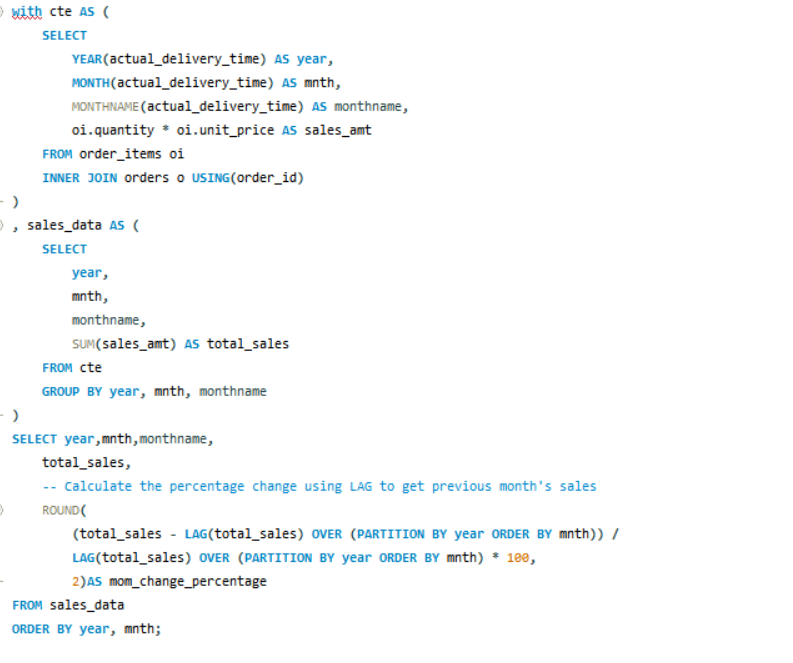 with cte AS (
SELECT
YEAR(actual_delivery_time) AS year,
MONTH(actual_delivery_time) AS mnth,
MONTHNAME(actual_delivery_time) AS monthname,
oi.quantity * oi.unit_price AS sales_amt
FROM order_items oi
INNER JOIN orders o USING(order_id)
)
, sales_data AS (
SELECT
year,
mnth,
monthname,
SUM(sales_amt) AS total_sales
FROM cte
GROUP BY year, mnth, monthname
)
SELECT year,mnth,monthname,
total_sales,
-- Calculate the percentage change using LAG to get previous month's sales
ROUND(
(total_sales - LAG(total_sales) OVER (PARTITION BY year ORDER BY mnth)) /
LAG(total_sales) OVER (PARTITION BY year ORDER BY mnth) * 100,
2)AS mom_change_percentage
FROM sales_data
ORDER BY year, mnth;